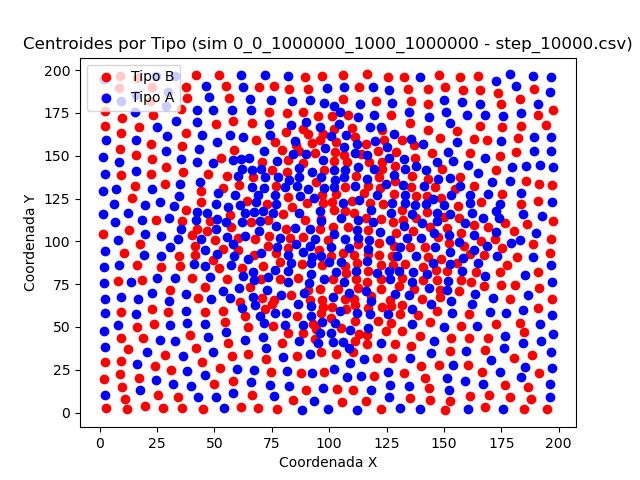 Centroides por Tipo (sim 0_0_1000000_1000_1000000 - step_10000.csv)
Tipo B
Tipo A
200
175
150
125
100
75
50
25
0
Coordenada Y
0 25 50 75 100 125 150 175 200
Coordenada X